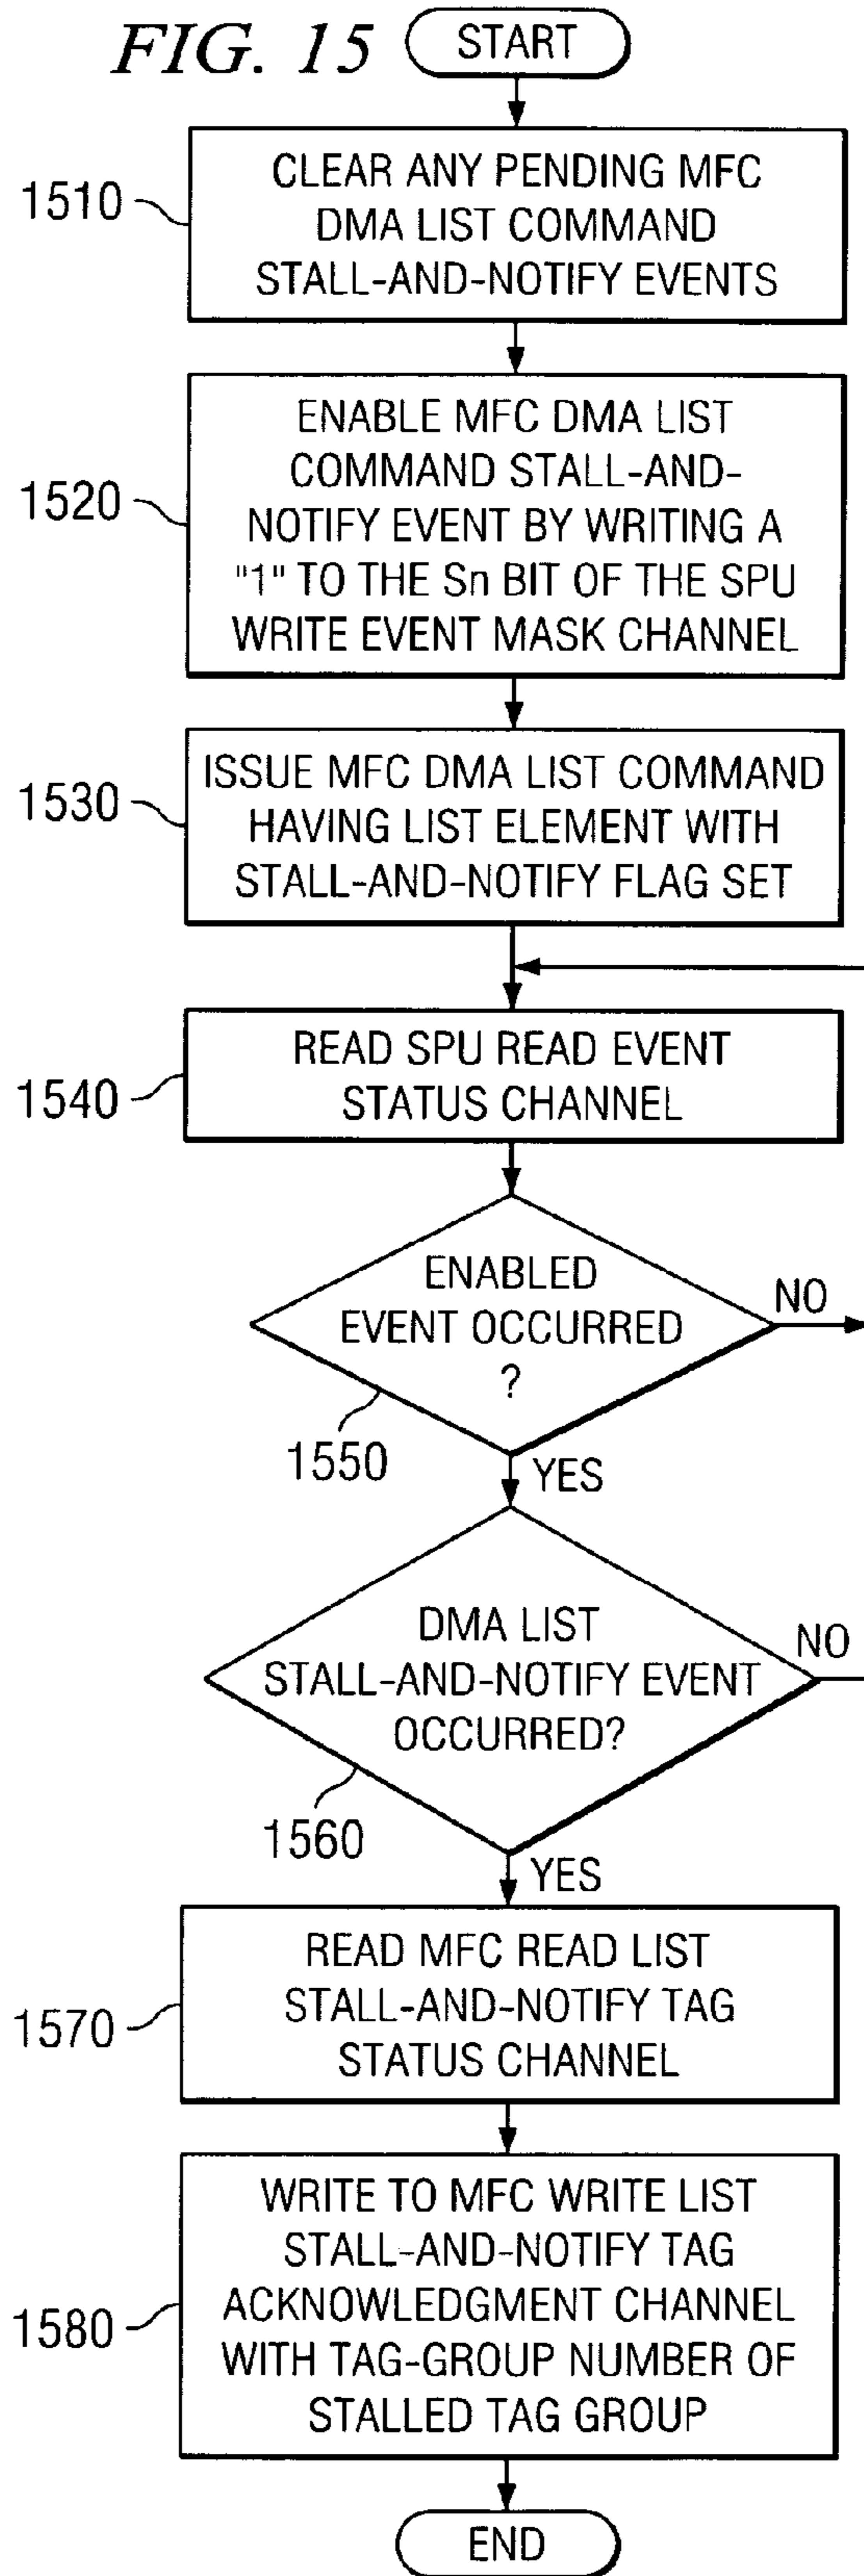 FIG. 15
START
1510
CLEAR ANY PENDING MFC
DMA LIST COMMAND
STALL-AND-NOTIFY EVENTS
1520
ENABLE MFC DMA LIST
COMMAND STALL-AND-
NOTIFY EVENT BY WRITING A
"1" TO THE Sn BIT OF THE SPU
WRITE EVENT MASK CHANNEL
1530
ISSUE MFC DMA LIST COMMAND
HAVING LIST ELEMENT WITH
STALL-AND-NOTIFY FLAG SET
1540
READ SPU READ EVENT
STATUS CHANNEL
ENABLED
EVENT OCCURRED
?
NO
1550
YES
DMA LIST
STALL-AND-NOTIFY EVENT
OCCURRED?
NO
1560
YES
1570
READ MFC READ LIST
STALL-AND-NOTIFY TAG
STATUS CHANNEL
1580
WRITE TO MFC WRITE LIST
STALL-AND-NOTIFY TAG
ACKNOWLEDGMENT CHANNEL
WITH TAG-GROUP NUMBER OF
STALLED TAG GROUP
END